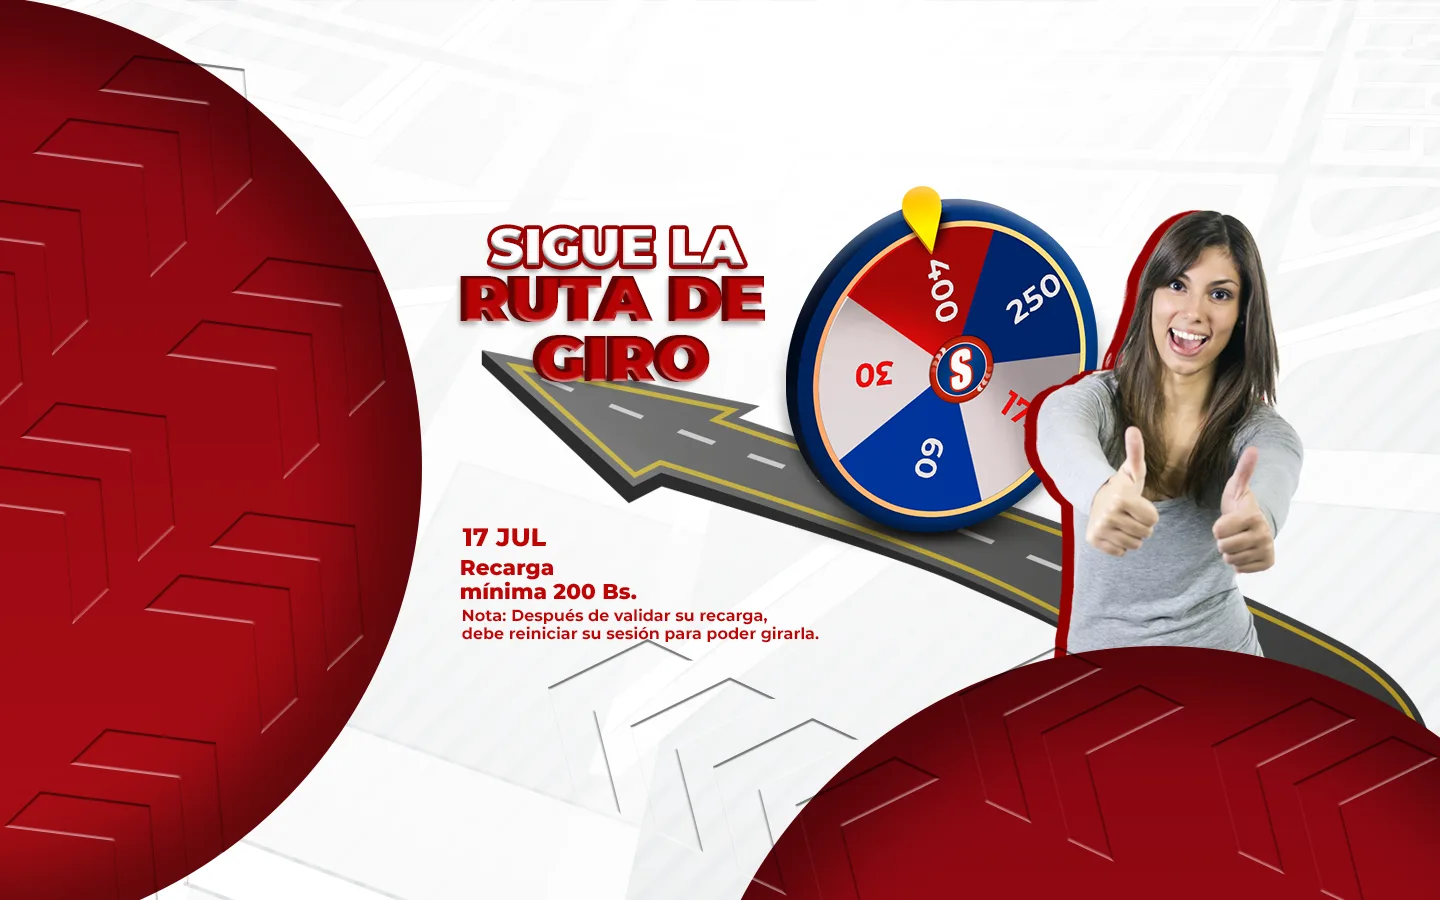 SIGUE LA
RUTA DE
GIRO
400
250
30
S
17
60
17 JUL
Recarga
mínima 200 Bs.
Nota: Después de validar su recarga,
debe reiniciar su sesión para poder girarla.